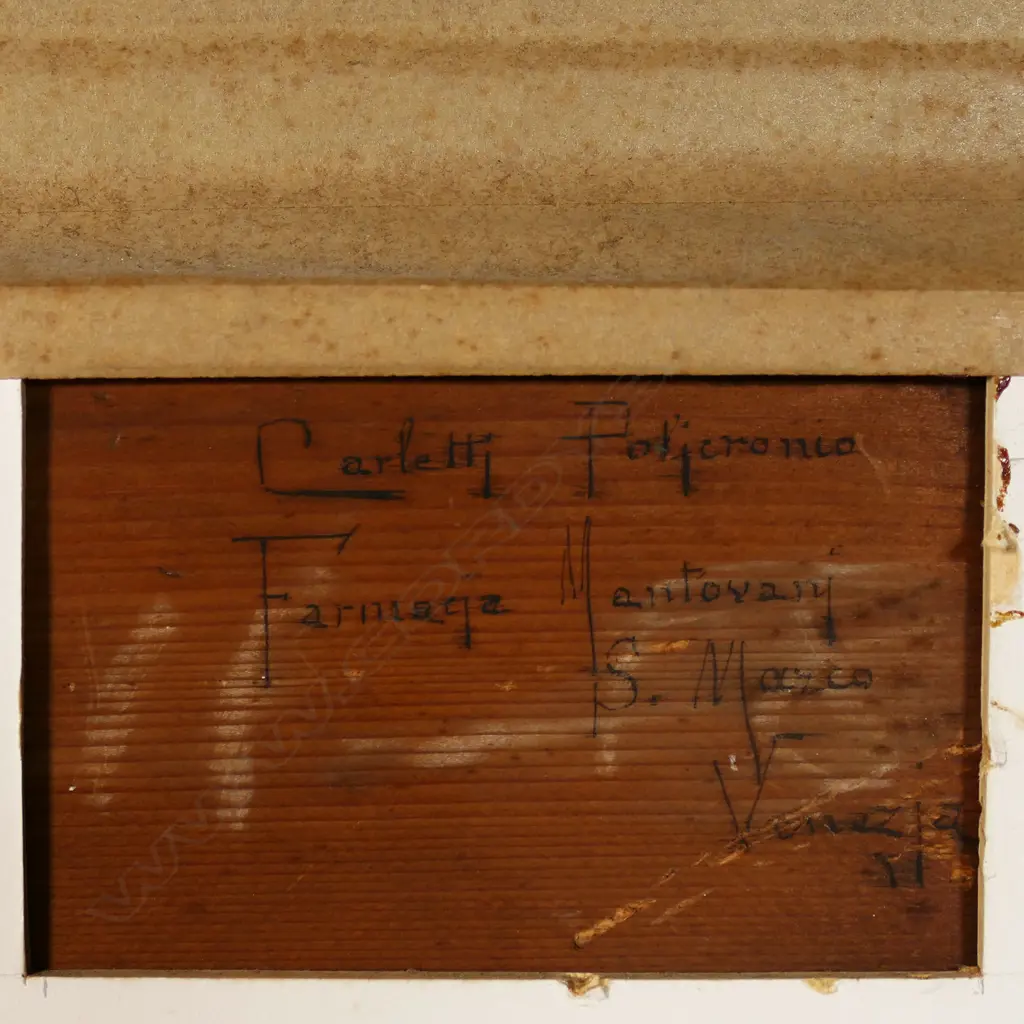 Carletti Policronio
Farmacia Mantovani
S. Marco
Venezia